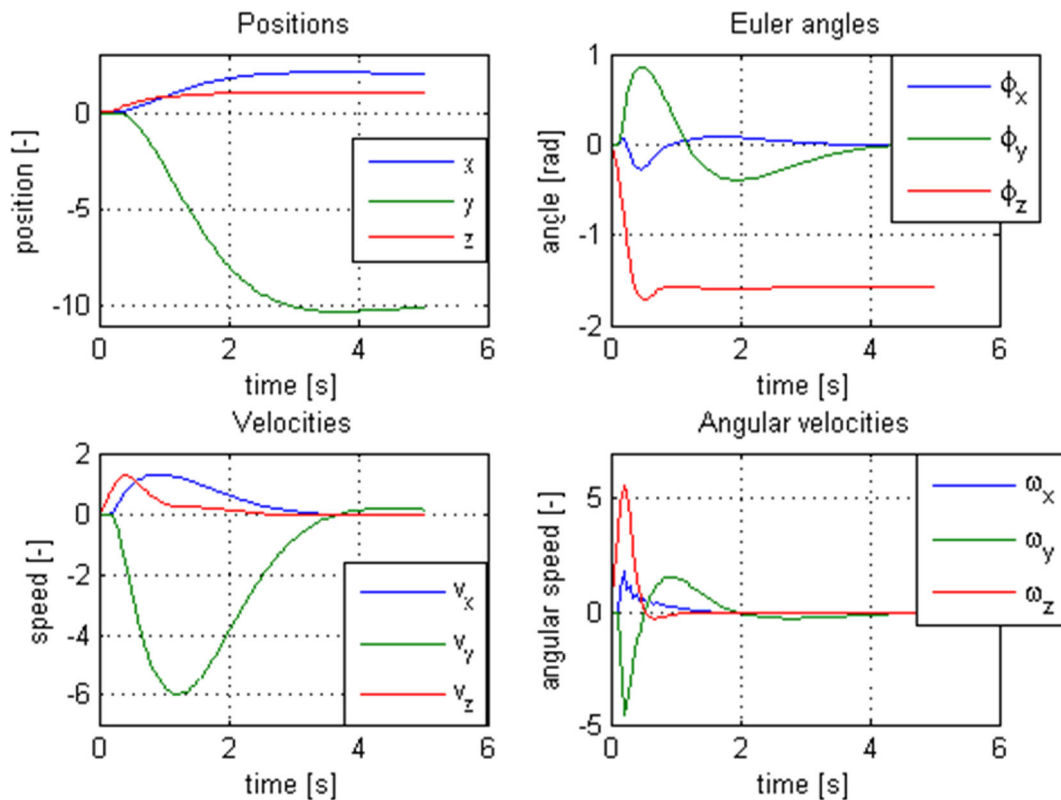 Positions
0
-5
-10
position [-]
x
y
z
0
2
4
6
time [s]
Euler angles
1
0
-1
-2
angle [rad]
ϕx
ϕy
ϕz
0
2
4
6
time [s]
Velocities
2
0
-2
-4
-6
speed [-]
vx
vy
vz
0
2
4
6
time [s]
Angular velocities
5
0
-5
angular speed [-]
ωx
ωy
ωz
0
2
4
6
time [s]